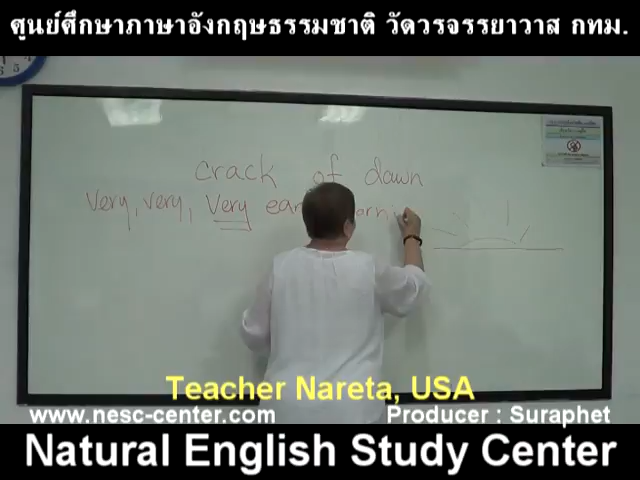 ศูนย์ศึกษาภาษาอังกฤษธรรมชาติ วัดวรจรรยาวาส กทม.
crack of dawn
Very, very, Very
Teacher Nareta, USA
www.nesc-center.com Producer : Suraphet
Natural English Study Center